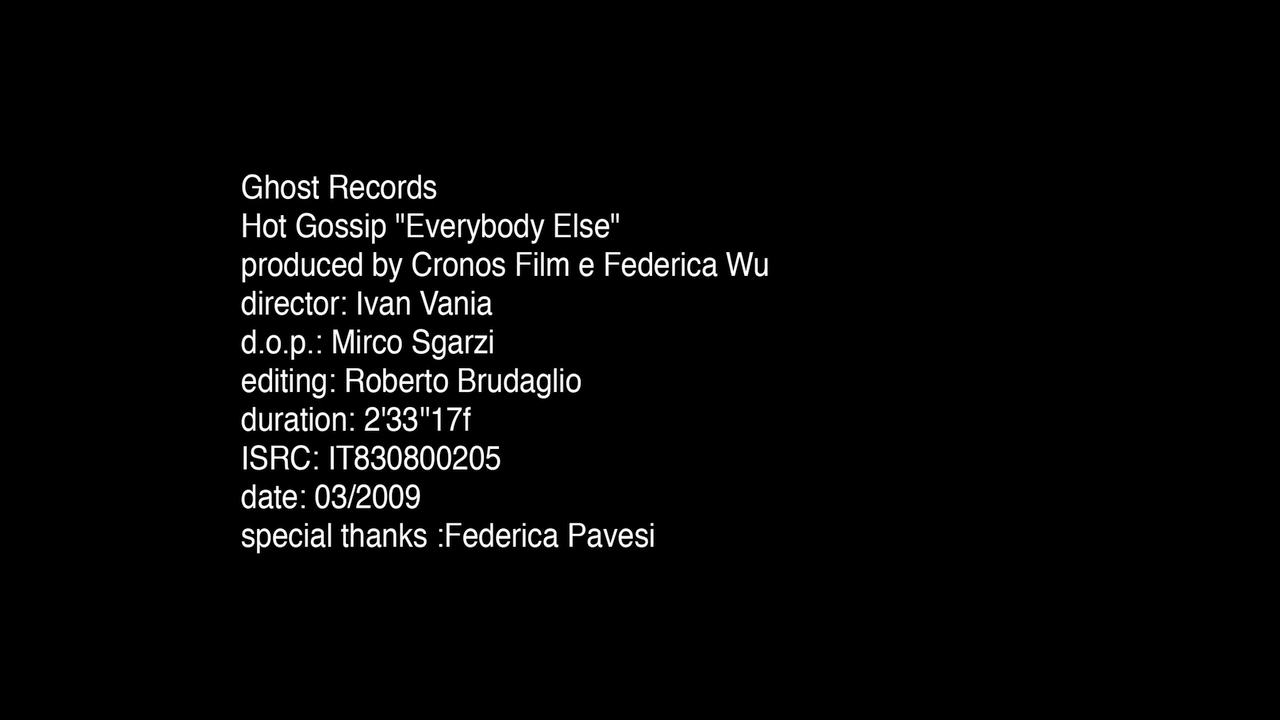 Ghost Records
Hot Gossip "Everybody Else"
produced by Cronos Film e Federica Wu
director: Ivan Vania
d.o.p.: Mirco Sgarzi
editing: Roberto Brudaglio
duration: 2'33"17f
ISRC: IT830800205
date: 03/2009
special thanks :Federica Pavesi